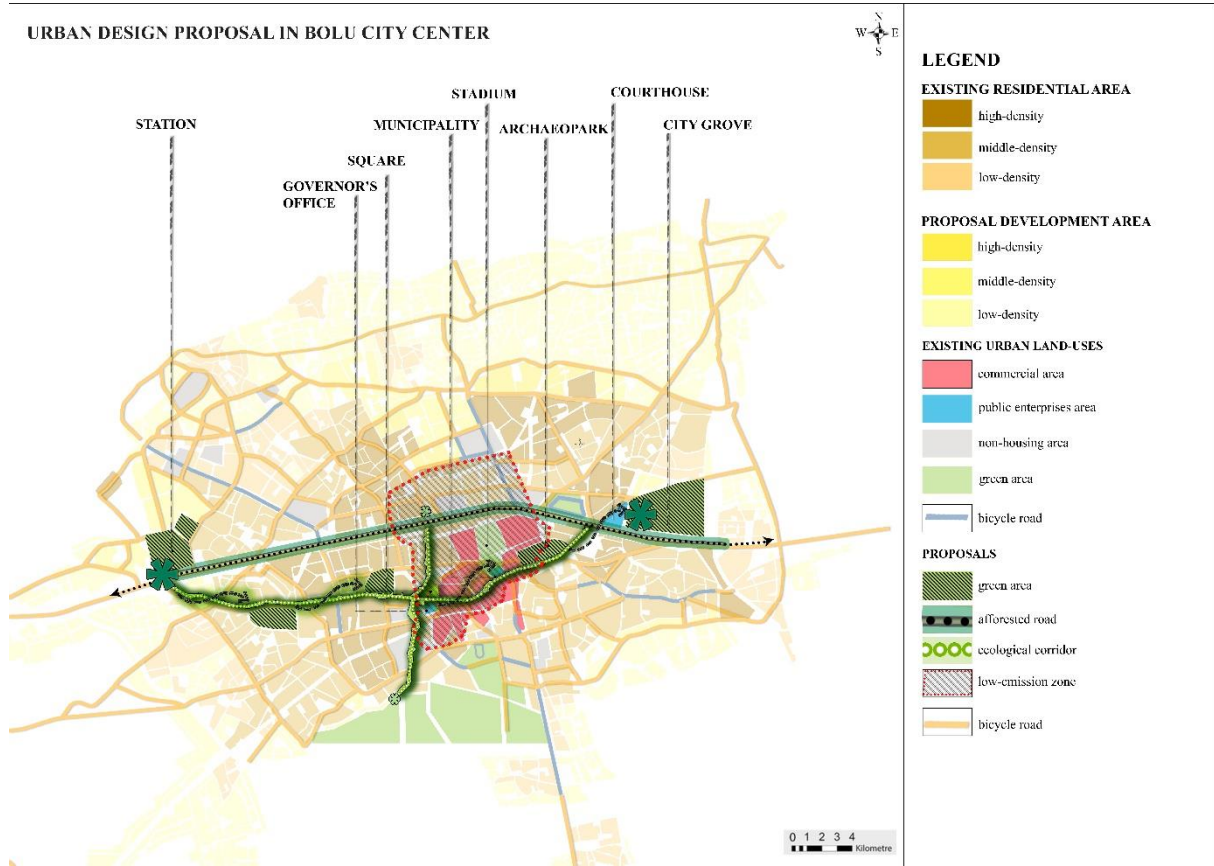 URBAN DESIGN PROPOSAL IN BOLU CITY CENTER
N
W E
S
STADIUM
COURTHOUSE
STATION
MUNICIPALITY
ARCHAEOPARK
CITY GROVE
SQUARE
GOVERNOR'S
OFFICE
0 1 2 3 4
Kilometre
LEGEND
EXISTING RESIDENTIAL AREA
high-density
middle-density
low-density
PROPOSAL DEVELOPMENT AREA
high-density
middle-density
low-density
EXISTING URBAN LAND-USES
commercial area
public enterprises area
non-housing area
green area
bicycle road
PROPOSALS
green area
afforested road
ecological corridor
low-emission zone
bicycle road